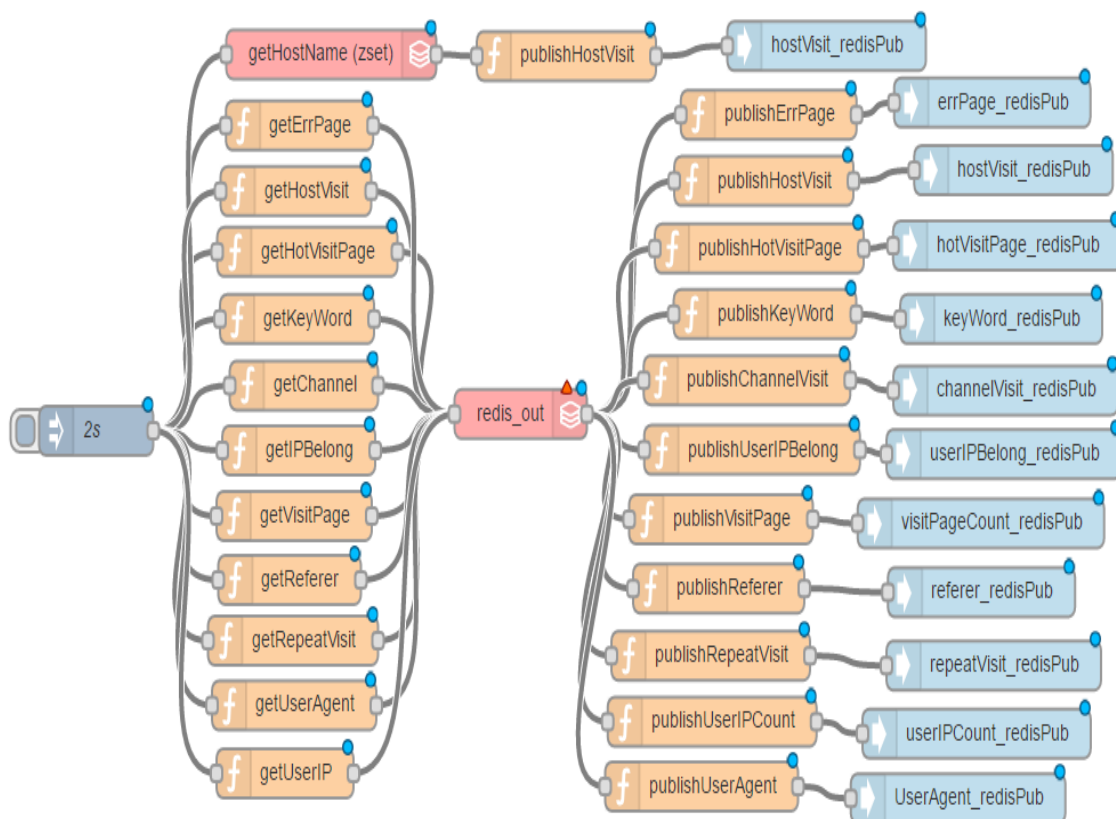 getHostName (zset)
publishHostVisit
hostVisit_redisPub
getErrPage
publishErrPage
errPage_redisPub
getHostVisit
publishHostVisit
hostVisit_redisPub
getHotVisitPage
publishHotVisitPage
hotVisitPage_redisPub
getKeyWord
publishKeyWord
keyWord_redisPub
getChannel
publishChannelVisit
channelVisit_redisPub
2s
redis_out
getIPBelong
publishUserIPBelong
userIPBelong_redisPub
getVisitPage
publishVisitPage
visitPageCount_redisPub
getReferer
publishReferer
referer_redisPub
getRepeatVisit
publishRepeatVisit
repeatVisit_redisPub
getUserAgent
publishUserIPCount
userIPCount_redisPub
getUserIP
publishUserAgent
UserAgent_redisPub